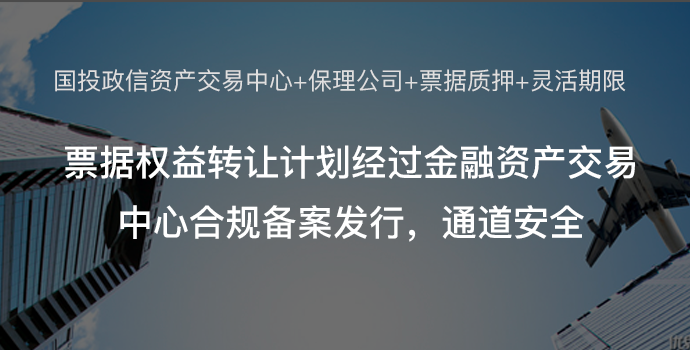 国投政信资产交易中心+保理公司+票据质押+灵活期限
票据权益转让计划经过金融资产交易
中心合规备案发行，通道安全